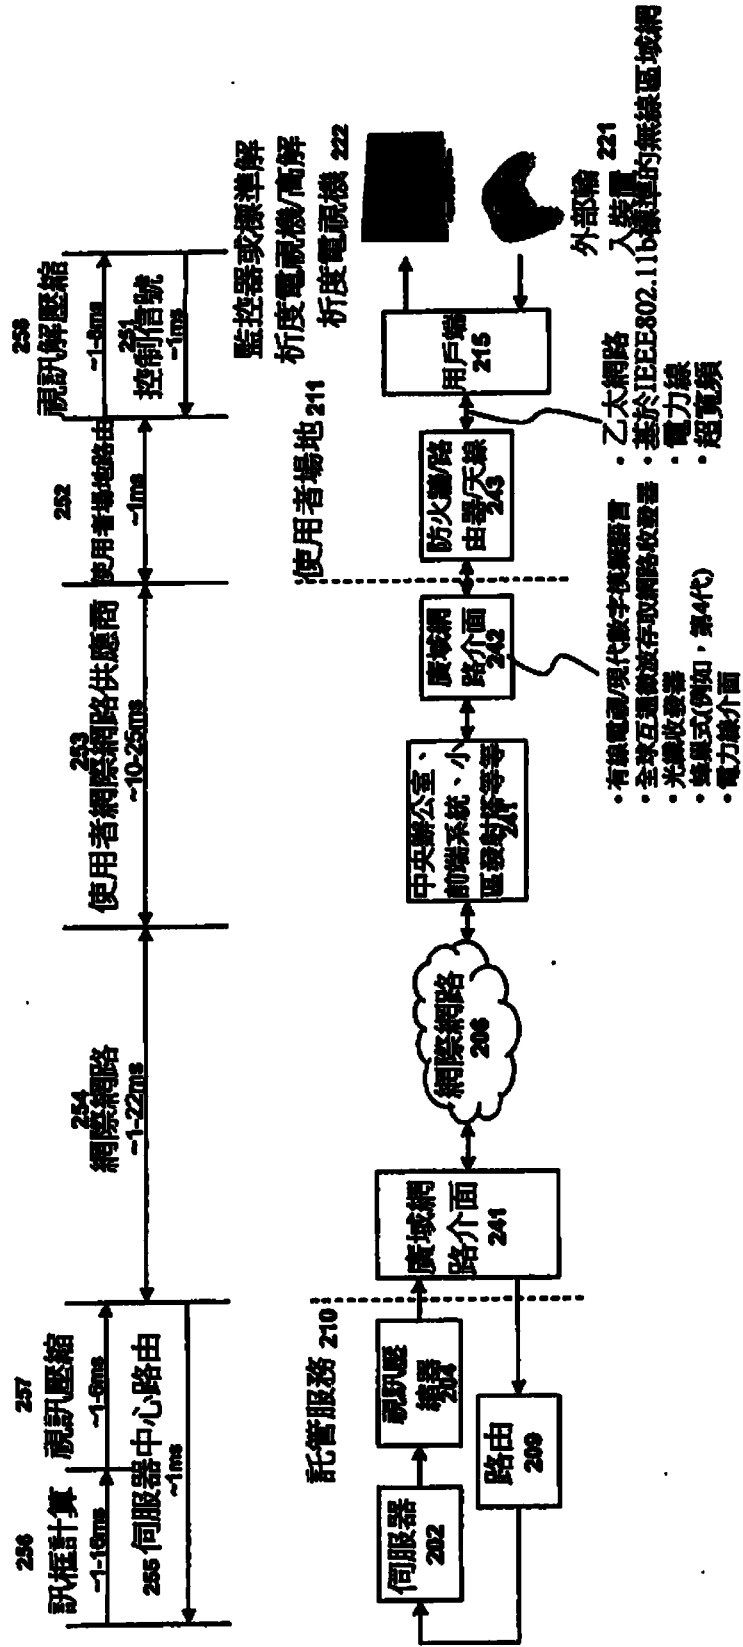 256
訊框計算
~1-16ms
257
視訊壓縮
~1-6ms
255 伺服器中心路由
~1ms
254
網際網路
~1-22ms
253
使用者網際網路供應商
~10-25ms
252
使用者場地路由
~1ms
258
視訊解壓縮
~1-8ms
251
控制信號
~1ms
託管服務 210
伺服器
202
視訊壓
縮器
204
路由
209
廣域網
路介面
241
網際網路
206
中央辦公室、
前端系統、小
區發射塔等等
241
廣域網
路介面
242
使用者場地 211
防火牆/路
由器/天線
243
用戶端
215
監控器或標準解
析度電視機/高解
析度電視機 222
外部輸
入裝置
221
• 有線電視/現代數字模擬語言
• 全球互通微波存取網路收發器
• 光纖收發器
• 蜂巢式(例如，第4代)
• 電力線介面
• 乙太網路
• 基於IEEE802.11b標準的無線區域網
• 電力線
• 超寬頻